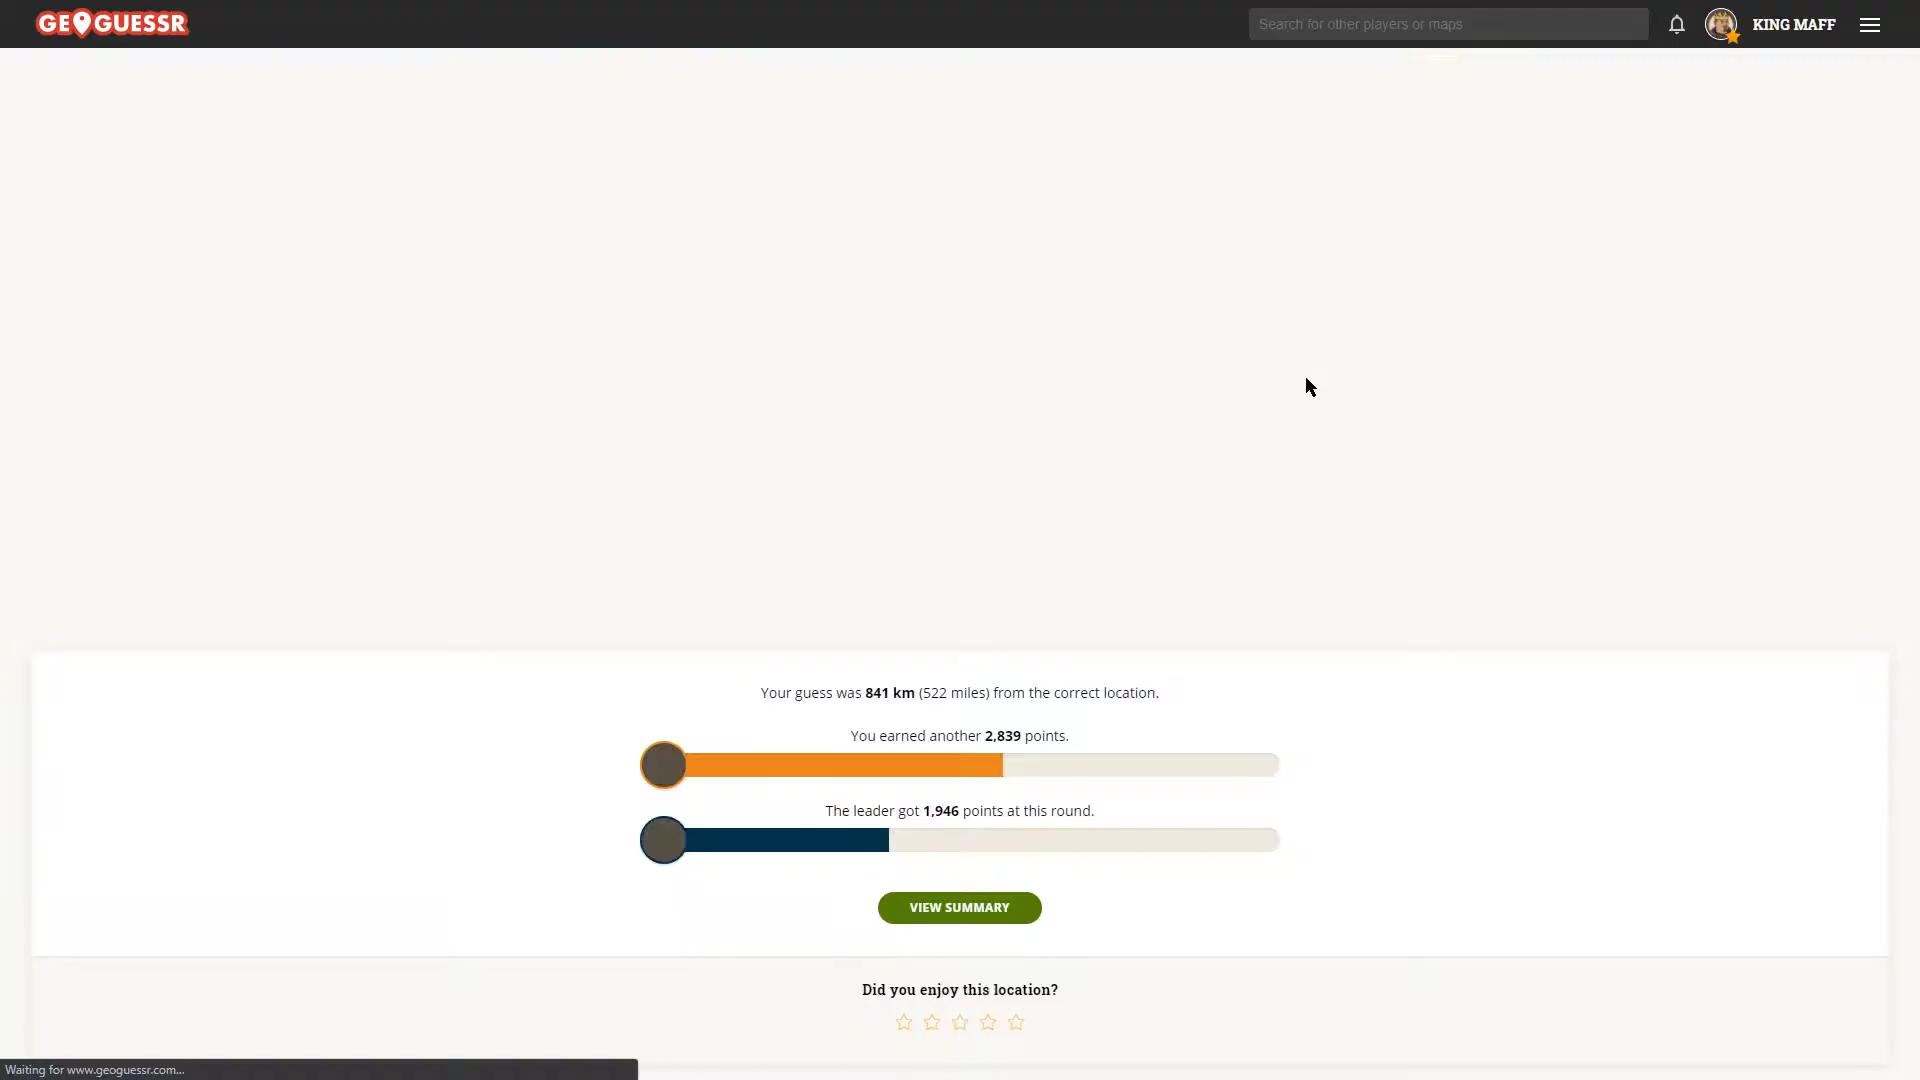 GEOGUESSR
Search for other players or maps
KING MAFF
Your guess was 841 km (522 miles) from the correct location.
You earned another 2,839 points.
The leader got 1,946 points at this round.
VIEW SUMMARY
Did you enjoy this location?
Waiting for www.geoguessr.com...